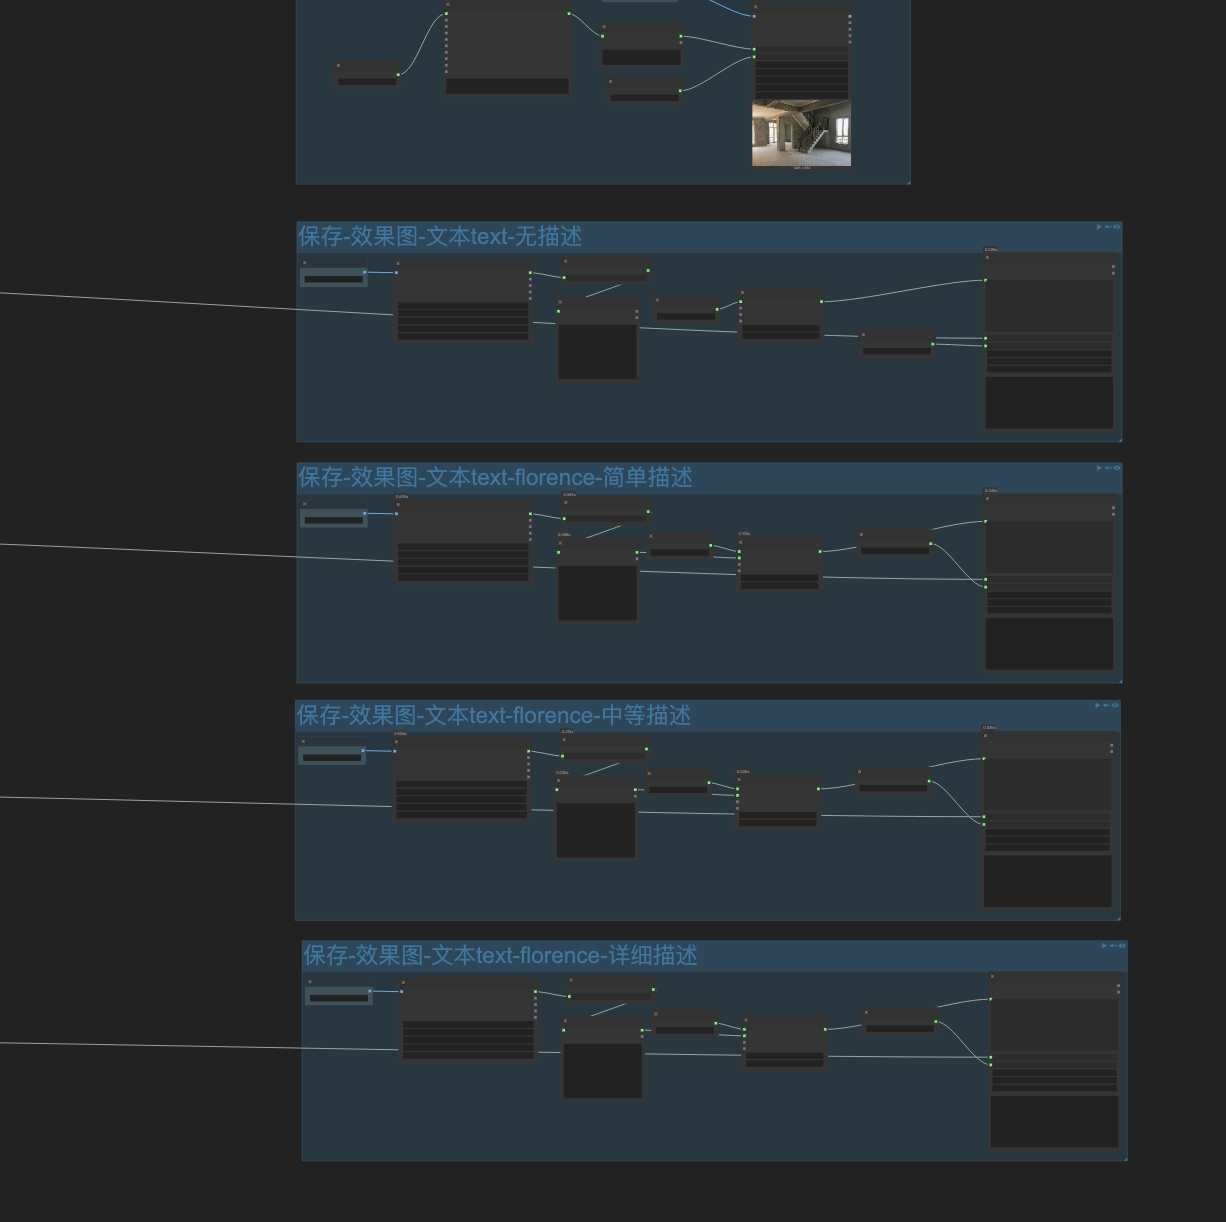 保存-效果图-文本text-无描述
保存-效果图-文本text-florence-简单描述
保存-效果图-文本text-florence-中等描述
保存-效果图-文本text-florence-详细描述